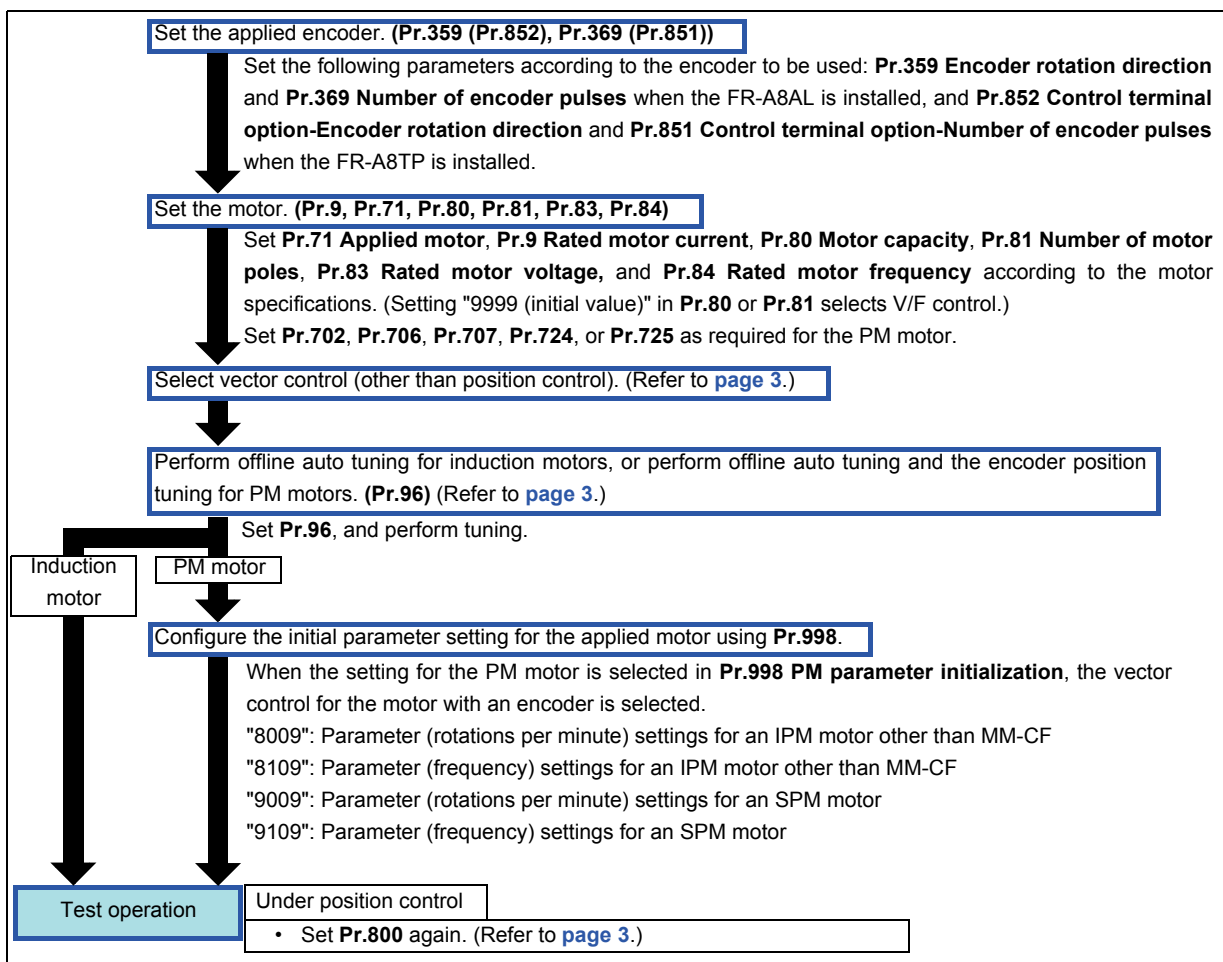 Set the applied encoder. (Pr.359 (Pr.852), Pr.369 (Pr.851))
Set the following parameters according to the encoder to be used: Pr.359 Encoder rotation direction
and Pr.369 Number of encoder pulses when the FR-A8AL is installed, and Pr.852 Control terminal
option-Encoder rotation direction and Pr.851 Control terminal option-Number of encoder pulses
when the FR-A8TP is installed.
Set the motor. (Pr.9, Pr.71, Pr.80, Pr.81, Pr.83, Pr.84)
Set Pr.71 Applied motor, Pr.9 Rated motor current, Pr.80 Motor capacity, Pr.81 Number of motor
poles, Pr.83 Rated motor voltage, and Pr.84 Rated motor frequency according to the motor
specifications. (Setting "9999 (initial value)" in Pr.80 or Pr.81 selects V/F control.)
Set Pr.702, Pr.706, Pr.707, Pr.724, or Pr.725 as required for the PM motor.
Select vector control (other than position control). (Refer to page 3.)
Perform offline auto tuning for induction motors, or perform offline auto tuning and the encoder position
tuning for PM motors. (Pr.96) (Refer to page 3.)
Set Pr.96, and perform tuning.
Induction
motor
PM motor
Configure the initial parameter setting for the applied motor using Pr.998.
When the setting for the PM motor is selected in Pr.998 PM parameter initialization, the vector
control for the motor with an encoder is selected.
"8009": Parameter (rotations per minute) settings for an IPM motor other than MM-CF
"8109": Parameter (frequency) settings for an IPM motor other than MM-CF
"9009": Parameter (rotations per minute) settings for an SPM motor
"9109": Parameter (frequency) settings for an SPM motor
Test operation
Under position control
• Set Pr.800 again. (Refer to page 3.)